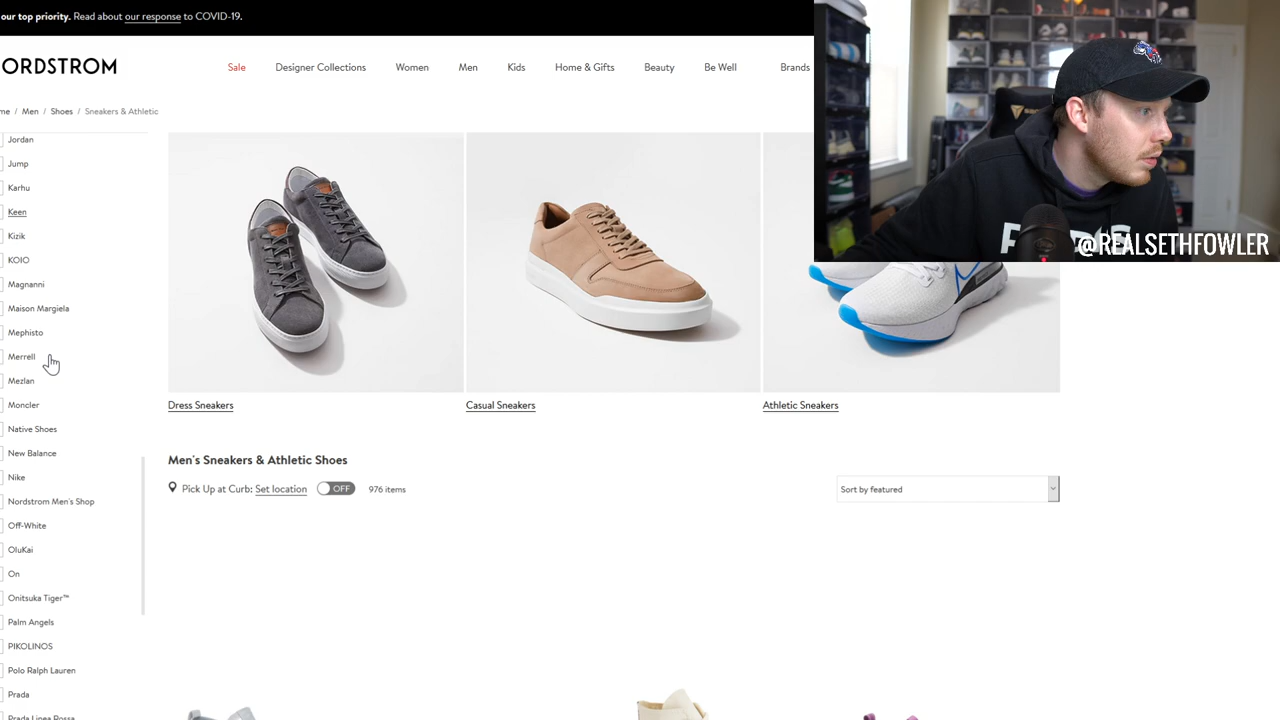 our top priority. Read about our response to COVID-19.
ORDSTROM
Sale Designer Collections Women Men Kids Home & Gifts Beauty Be Well Brands
me / Men / Shoes / Sneakers & Athletic
Jordan
Jump
Karhu
Keen
Kizik
KOIO
Magnanni
Maison Margiela
Mephisto
Merrell
Mezlan
Moncler
Native Shoes
New Balance
Nike
Nordstrom Men's Shop
Off-White
OluKai
On
Onitsuka Tiger™
Palm Angels
PIKOLINOS
Polo Ralph Lauren
Prada
Prada Linea Rossa
Dress Sneakers
Casual Sneakers
Athletic Sneakers
Men's Sneakers & Athletic Shoes
Pick Up at Curb: Set location OFF 976 items
Sort by featured
@REALSETHFOWLER